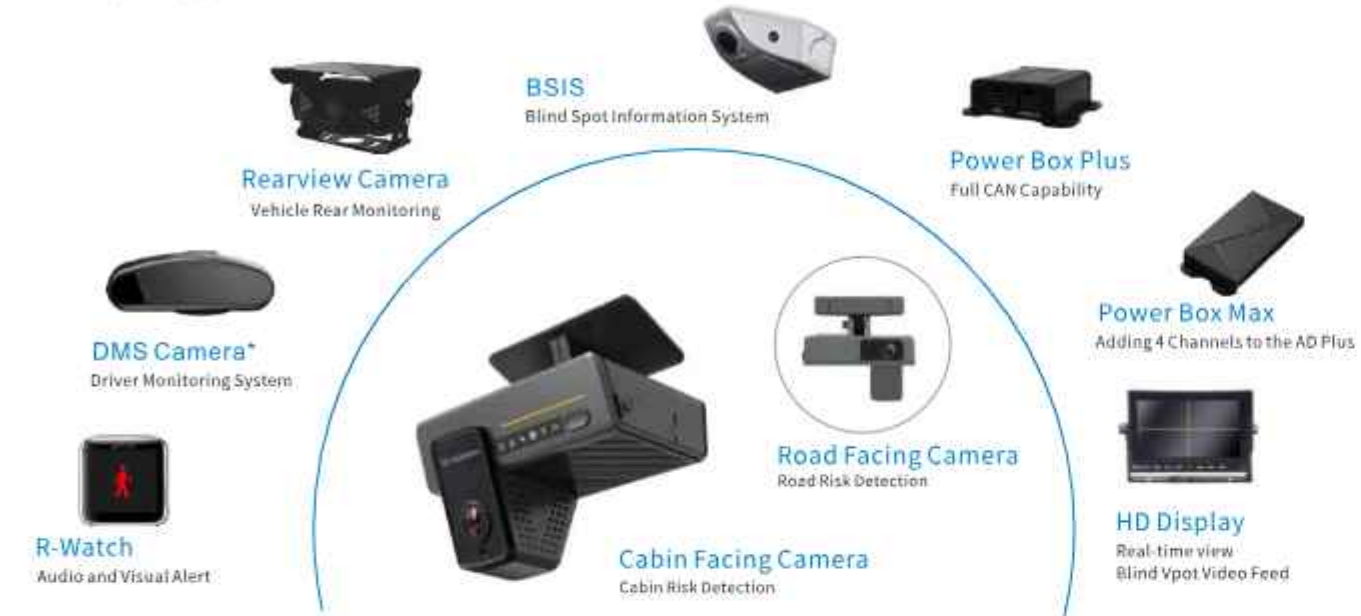 BSIS
Blind Spot Information System
Rearview Camera
Vehicle Rear Monitoring
Power Box Plus
Full CAN Capability
DMS Camera*
Driver Monitoring System
Power Box Max
Adding 4 Channels to the AD Plus
R-Watch
Audio and Visual Alert
Road Facing Camera
Road Risk Detection
Cabin Facing Camera
Cabin Risk Detection
HD Display
Real-time view
Blind Vpot Video Feed